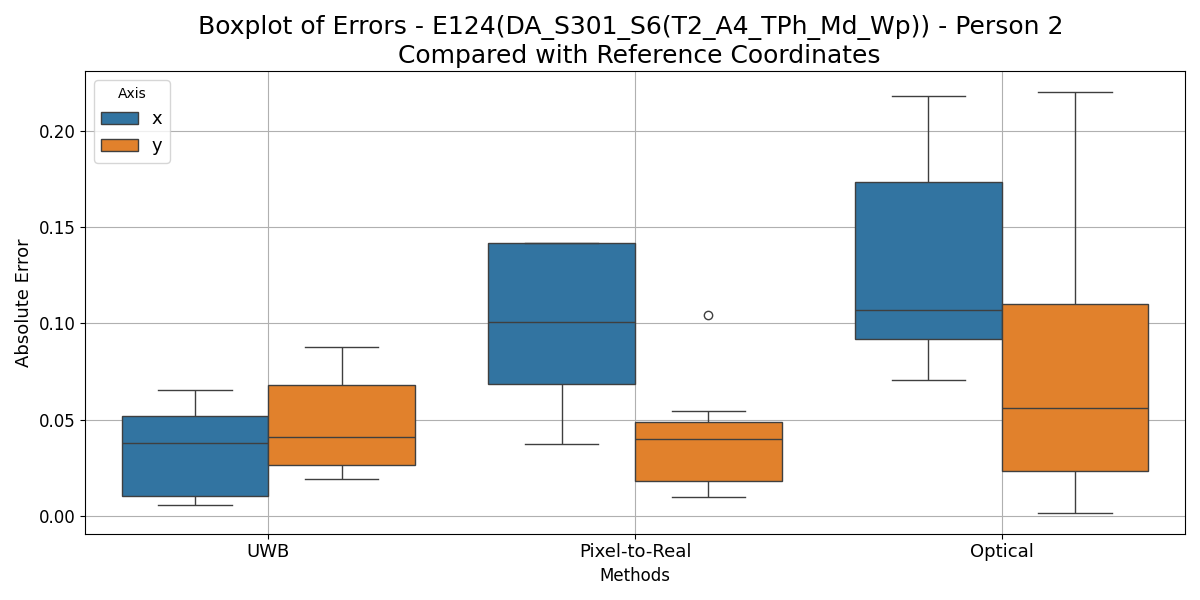 Boxplot of Errors - E124(DA_S301_S6(T2_A4_TPh_Md_Wp)) - Person 2
Compared with Reference Coordinates
Axis
x
y
Absolute Error
0.20
0.15
0.10
0.05
0.00
UWB
Pixel-to-Real
Optical
Methods